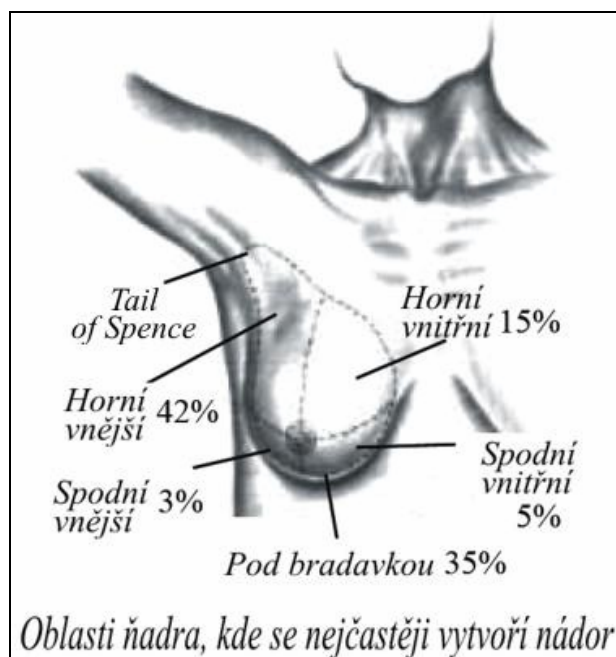 Tail
of Spence
Horní
vnitřní 15%
Horní
vnější 42%
Spodní
vnější 3%
Spodní
vnitřní
5%
Pod bradavkou 35%
Oblasti ňadra, kde se nejčastěji vytvoří nádor